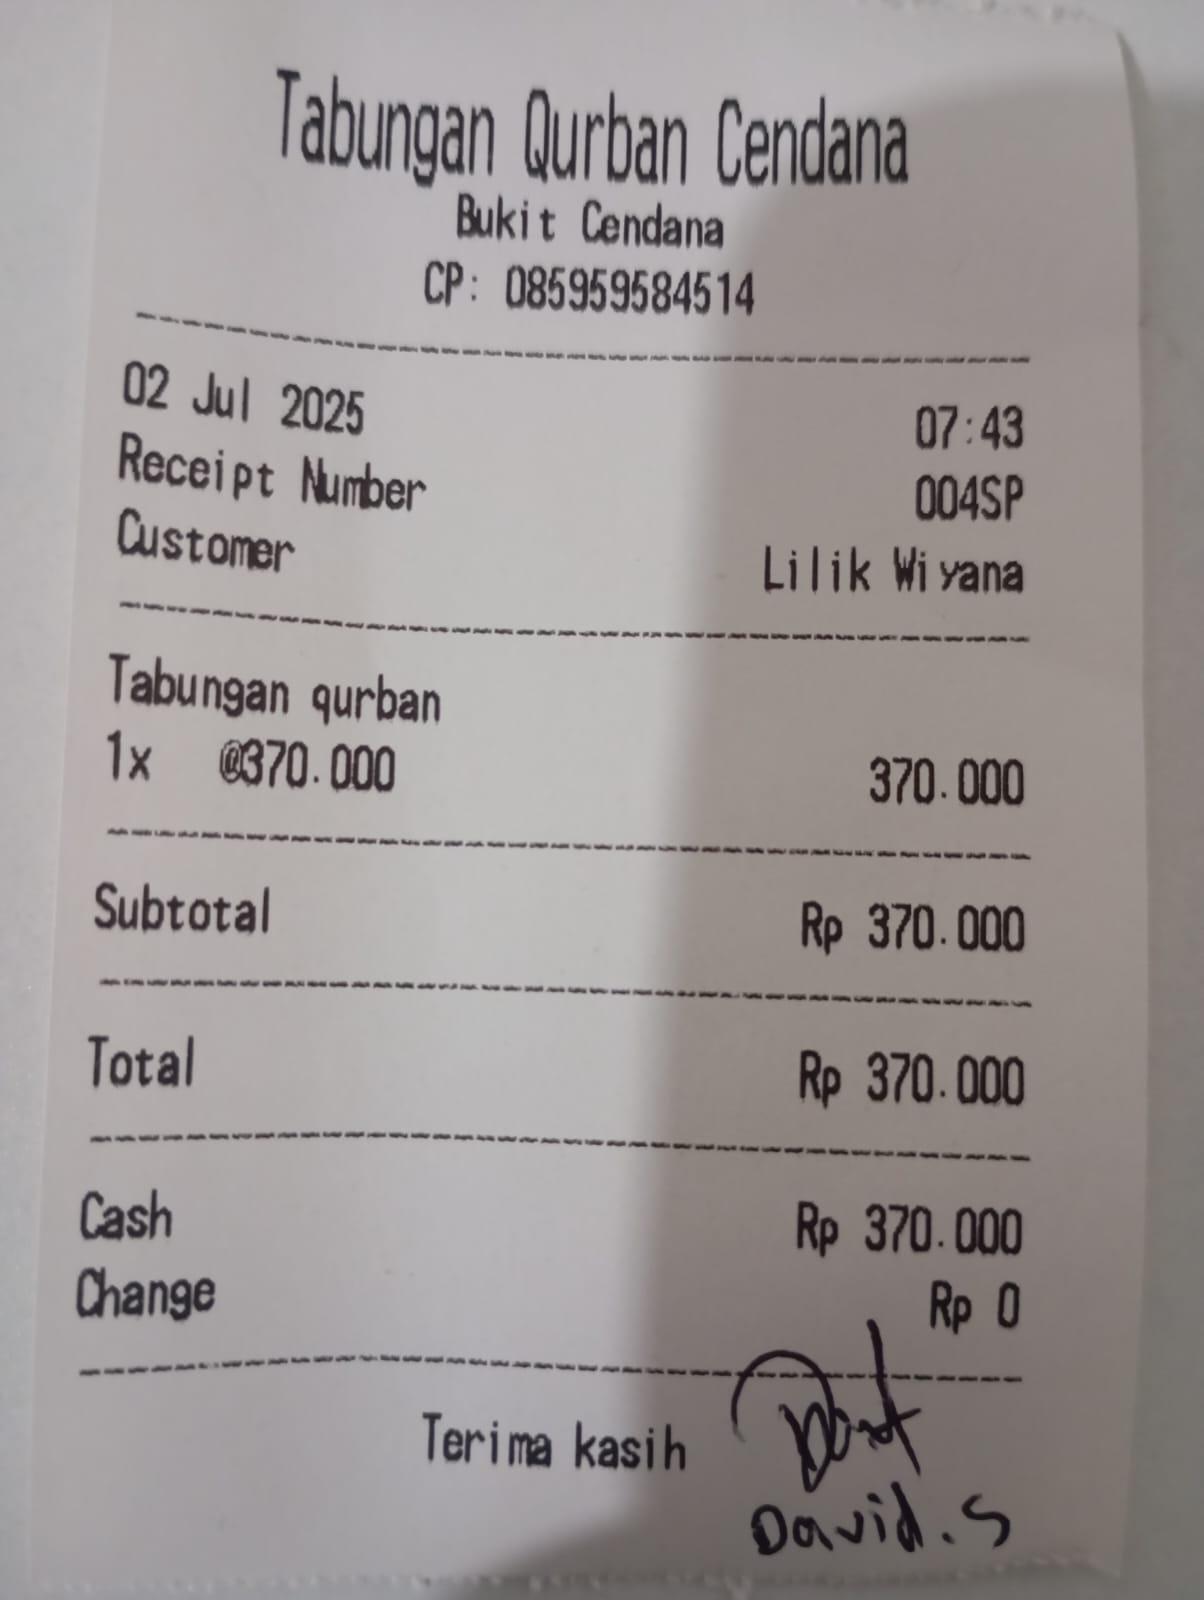 Tabungan Qurban Cendana
Bukit Cendana
CP: 085959584514
02 Jul 2025 07:43
Receipt Number 004SP
Customer Lilik Wiyana
Tabungan qurban
1x @370.000 370.000
Subtotal Rp 370.000
Total Rp 370.000
Cash Rp 370.000
Change Rp 0
Terima kasih
David.S